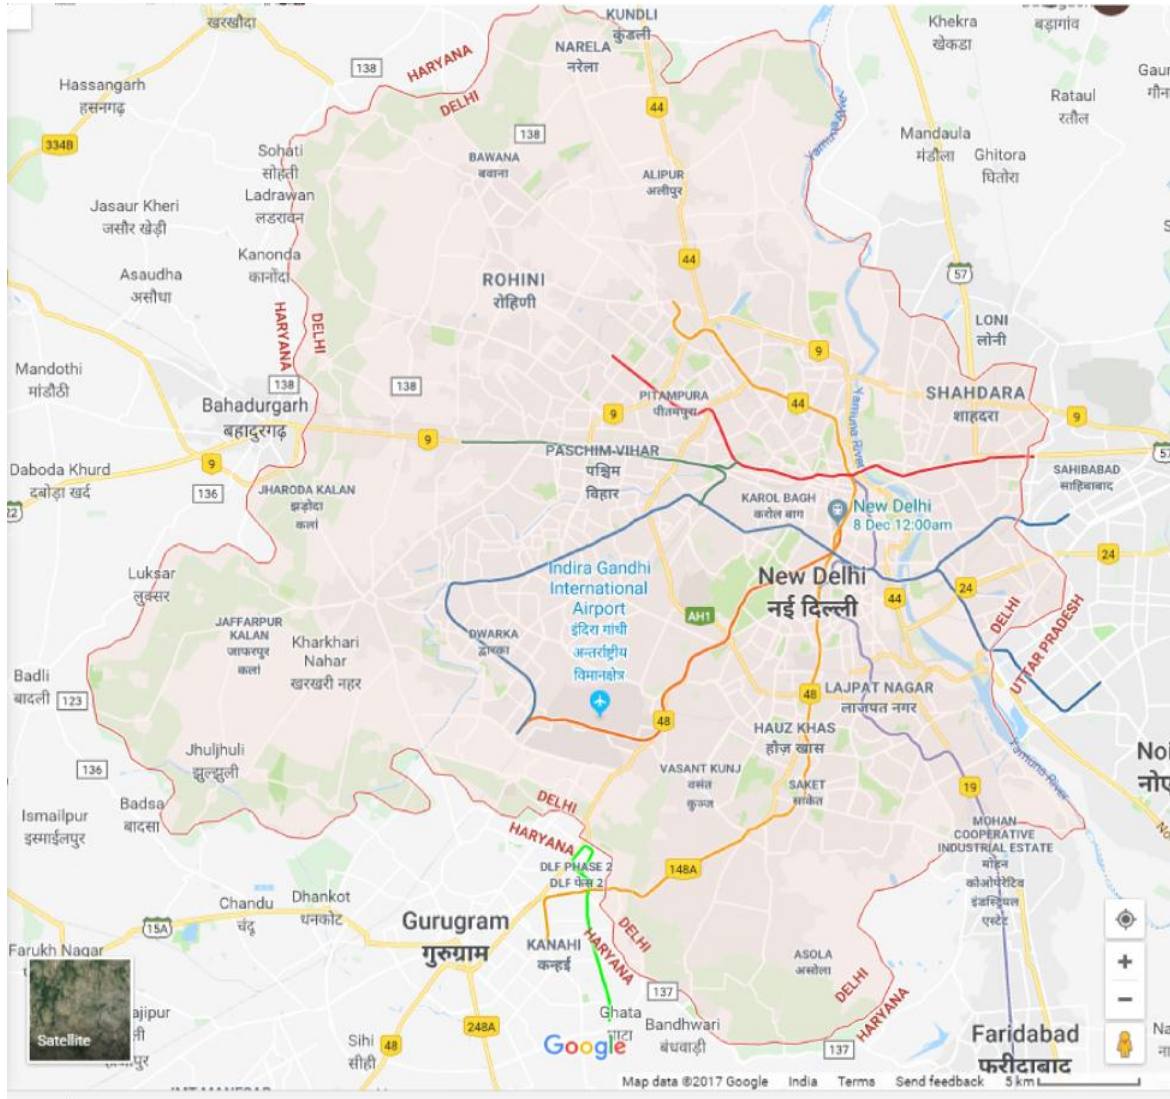 खरखौदा
KUNDLI
कुंडली
NARELA
नरेला
Khekra
खेकडा
बड़ागांव
138
HARYANA
DELHI
Hassangarh
हसनगढ़
44
Rataul
रतौल
334B
138
Mandaula
मंडौला
Ghitora
घितोरा
Sohati
सोहती
BAWANA
बवाना
ALIPUR
अलीपुर
Ladrawan
लडरावन
Jasaur Kheri
जसौर खेड़ी
Kanonda
कानोंदा
Asaudha
असौधा
44
57
ROHINI
रोहिणी
HARYANA
DELHI
LONI
लोनी
9
Mandothi
मांडौठी
138
138
PITAMPURA
पीतमपुरा
44
SHAHDARA
शाहदरा
9
9
Bahadurgarh
बहादुरगढ़
Yamuna River
9
PASCHIM VIHAR
पश्चिम
विहार
9
Daboda Khurd
दबोड़ा खर्द
136
JHARODA KALAN
झड़ोदा
कलां
KAROL BAGH
करोल बाग
SAHIBABAD
साहिबाबाद
New Delhi
8 Dec 12:00am
24
Indira Gandhi
International
Airport
इंदिरा गांधी
अन्तर्राष्ट्रीय
विमानक्षेत्र
New Delhi
नई दिल्ली
24
44
Luksar
लुक्सर
AH1
DELHI
UTTAR PRADESH
JAFFARPUR
KALAN
जाफरपुर
कलां
Kharkhari
Nahar
खरखरी नहर
DWARKA
द्वारका
Badli
बादली
123
48
LAJPAT NAGAR
लाजपत नगर
48
HAUZ KHAS
हौज़ खास
Jhuljhuli
झुल्झुली
Yamuna River
136
VASANT KUNJ
वसंत
कुञ्ज
SAKET
साकेत
19
Badsa
बादसा
Ismailpur
इस्माईलपुर
DELHI
HARYANA
MOHAN
COOPERATIVE
INDUSTRIAL ESTATE
मोहन
कोओपेरेटिव
इंडस्ट्रियल
एस्टेट
DLF PHASE 2
DLF फेस 2
148A
Dhankot
धनकोट
Chandu
चंदू
15A
Gurugram
गुरुग्राम
KANAHI
कन्हई
DELHI
HARYANA
Farukh Nagar
ASOLA
असोला
DELHI
HARYANA
137
Ghata
Bandhwari
बंधवाड़ी
Satellite
248A
Sihi
सीही
48
Google
137
Faridabad
फरीदाबाद
Map data ©2017 Google
India
Terms
Send feedback
5 km